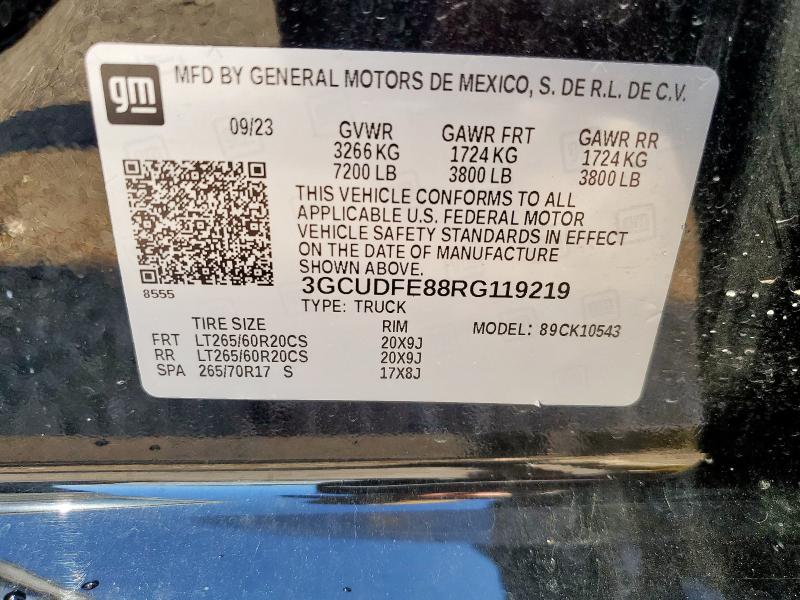 gm
MFD BY GENERAL MOTORS DE MEXICO, S. DE R.L. DE C.V.
09/23 GVWR GAWR FRT GAWR RR
3266 KG 1724 KG 1724 KG
7200 LB 3800 LB 3800 LB
THIS VEHICLE CONFORMS TO ALL
APPLICABLE U.S. FEDERAL MOTOR
VEHICLE SAFETY STANDARDS IN EFFECT
ON THE DATE OF MANUFACTURE
SHOWN ABOVE.
8555 3GCUDFE88RG119219
TYPE: TRUCK
TIRE SIZE RIM MODEL: 89CK10543
FRT LT265/60R20CS 20X9J
RR LT265/60R20CS 20X9J
SPA 265/70R17 S 17X8J